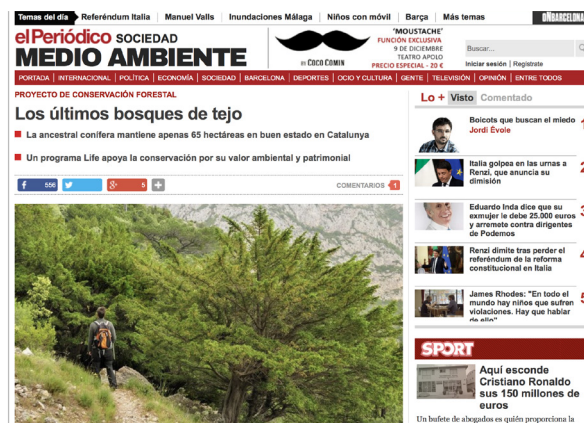 Temas del día Referéndum Italia Manuel Valls Inundaciones Málaga Niños con móvil Barça Más temas ONBARCELONA
el Periódico SOCIEDAD
MEDIO AMBIENTE
'MOUSTACHE'
FUNCIÓN EXCLUSIVA
9 DE DICIEMBRE
TEATRO APOLO
BY COCO COMIN PRECIO ESPECIAL - 20 €
Buscar...
Iniciar sesión | Regístrate
PORTADA | INTERNACIONAL | POLÍTICA | ECONOMÍA | SOCIEDAD | BARCELONA | DEPORTES | OCIO Y CULTURA | GENTE | TELEVISIÓN | OPINIÓN | ENTRE TODOS
PROYECTO DE CONSERVACIÓN FORESTAL
Los últimos bosques de tejo
La ancestral conífera mantiene apenas 65 hectáreas en buen estado en Catalunya
Un programa Life apoya la conservación por su valor ambiental y patrimonial
f 556 8+ 5 +
COMENTARIOS 1
Lo + Visto Comentado
Boicots que buscan el miedo
Jordi Évole
Italia golpea en las urnas a
Renzi, que anuncia su
dimisión
2
Eduardo Inda dice que su
exmujer le debe 25.000 euros
y arremete contra dirigentes
de Podemos
3
Renzi dimite tras perder el
referéndum de la reforma
constitucional en Italia
4
James Rhodes: "En todo el
mundo hay niños que sufren
violaciones. Hay que hablar
de ello"
5
SPORT
Aquí esconde
Cristiano Ronaldo
sus 150 millones de
euros
Un bufete de abogados es quién proporciona la